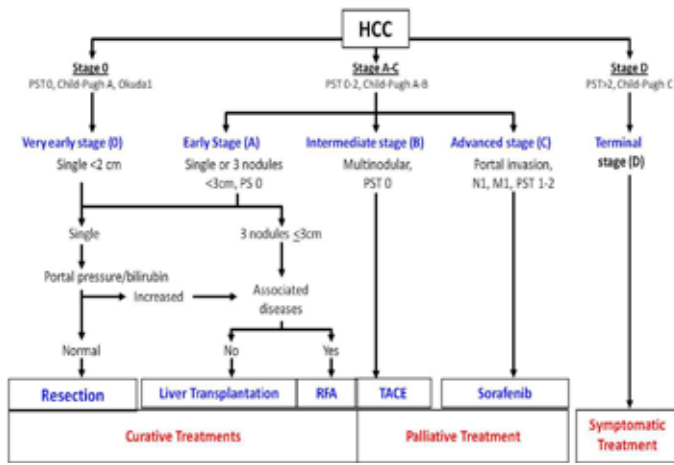 HCC
Stage 0
PST0, Child-Pugh A, Okuda1
Stage A-C
PST 0-2, Child-Pugh A-B
Stage D
PST>2, Child-Pugh C
Very early stage (0)
Single <2 cm
Early Stage (A)
Single or 3 nodules
<3cm, PS 0
Intermediate stage (B)
Multinodular,
PST 0
Advanced stage (C)
Portal invasion,
N1, M1, PST 1-2
Terminal
stage (D)
Single
3 nodules ≤3cm
Portal pressure/bilirubin
Increased
Associated
diseases
Normal
No
Yes
Resection
Liver Transplantation
RFA
TACE
Sorafenib
Curative Treatments
Palliative Treatment
Symptomatic
Treatment